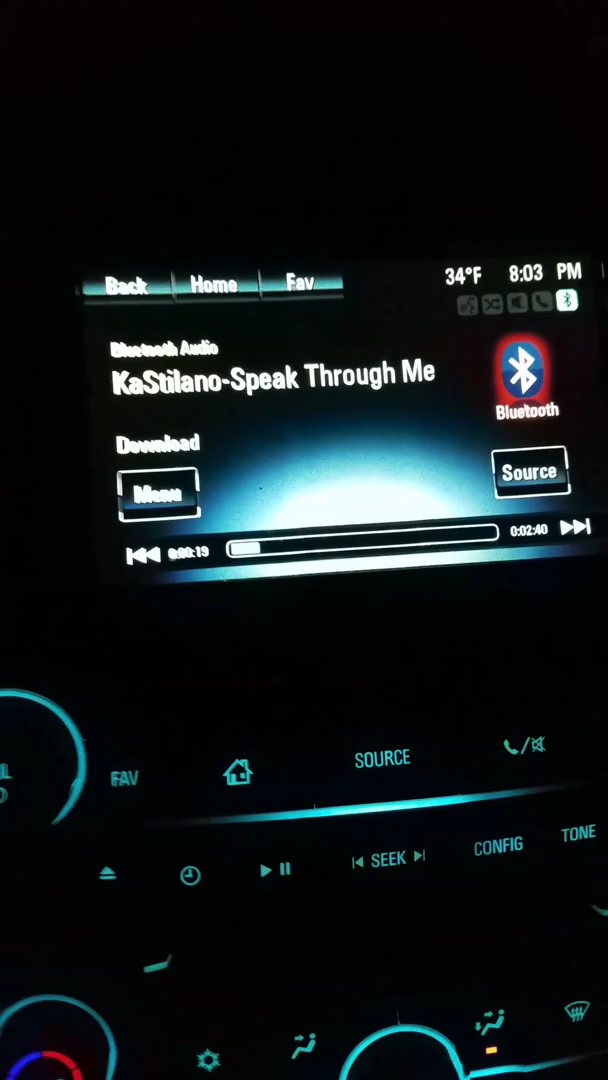 Back Home Fav 34°F 8:03 PM
Bluetooth Audio
KaStilano-Speak Through Me
Bluetooth
Download
Menu
Source
0:00:19 0:02:40
FAV
SOURCE
SEEK
CONFIG
TONE